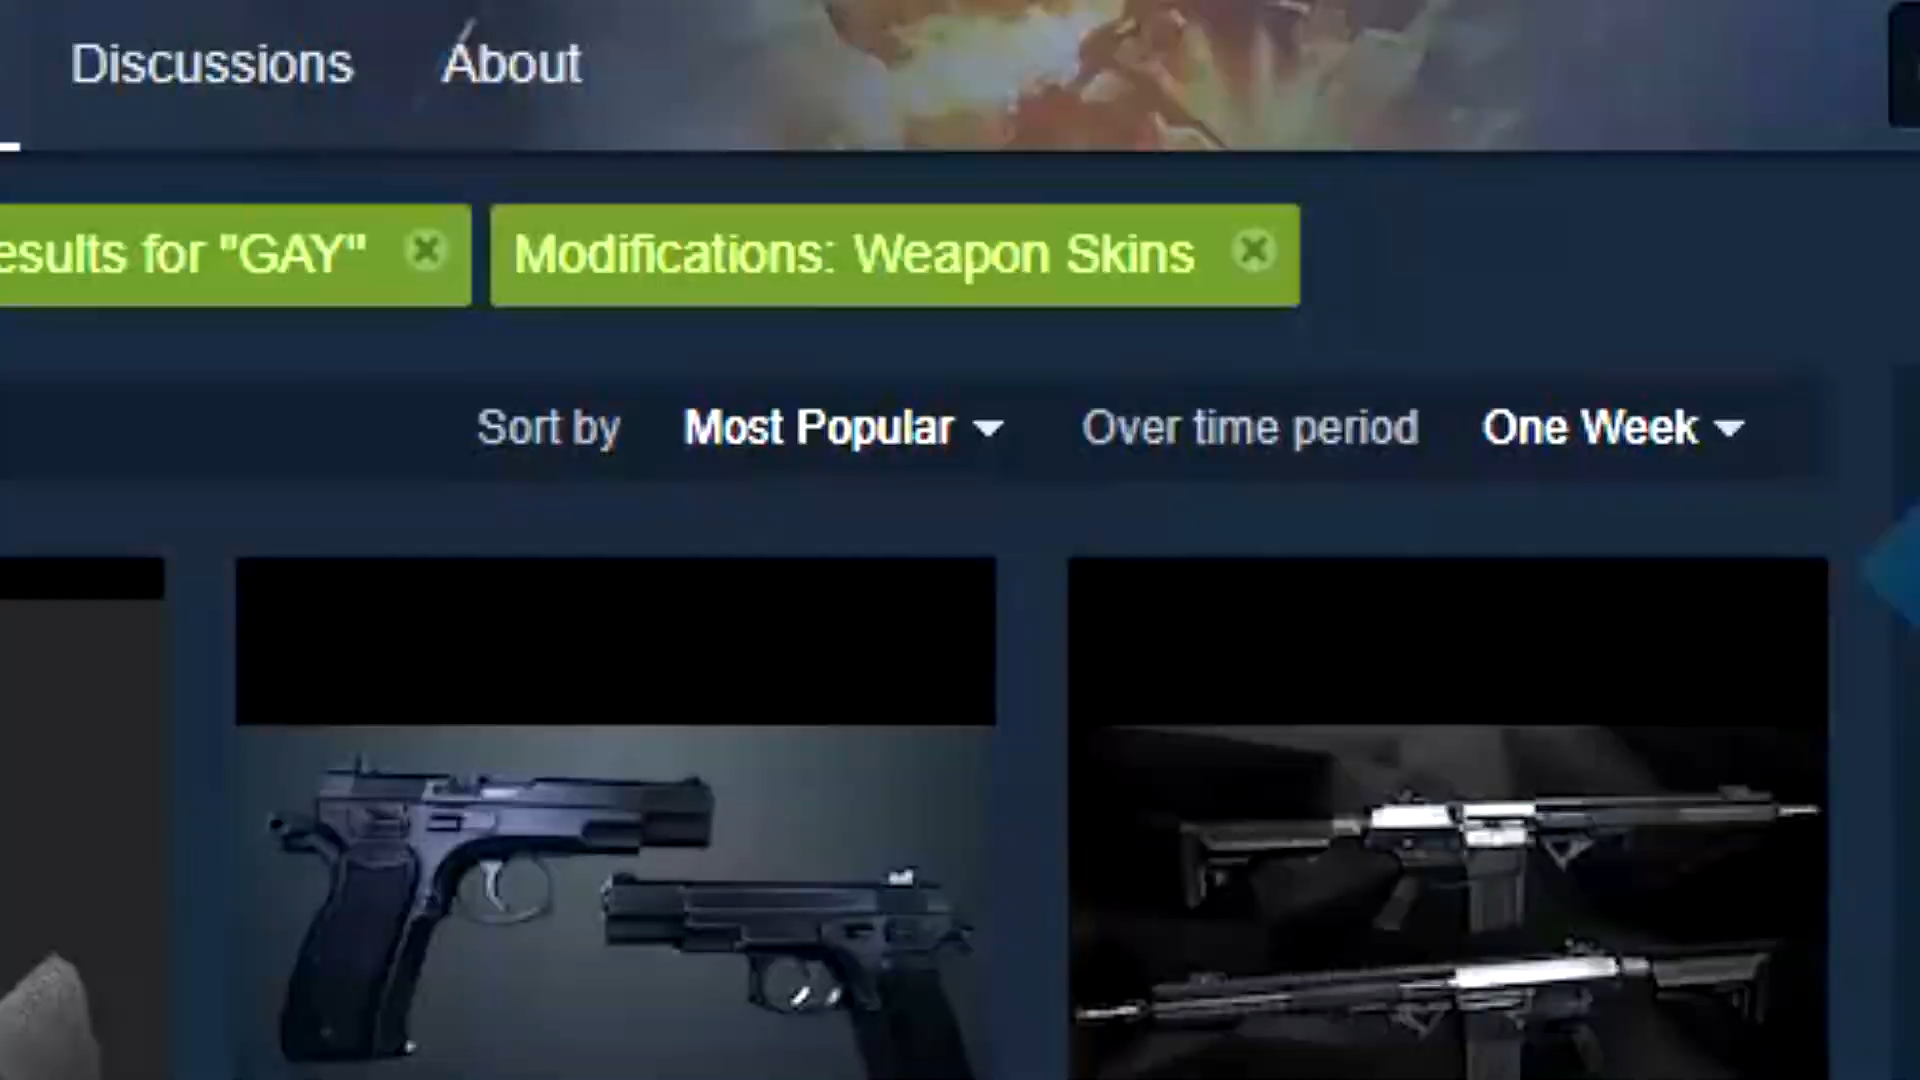 Discussions About
esults for "GAY" Modifications: Weapon Skins
Sort by Most Popular Over time period One Week